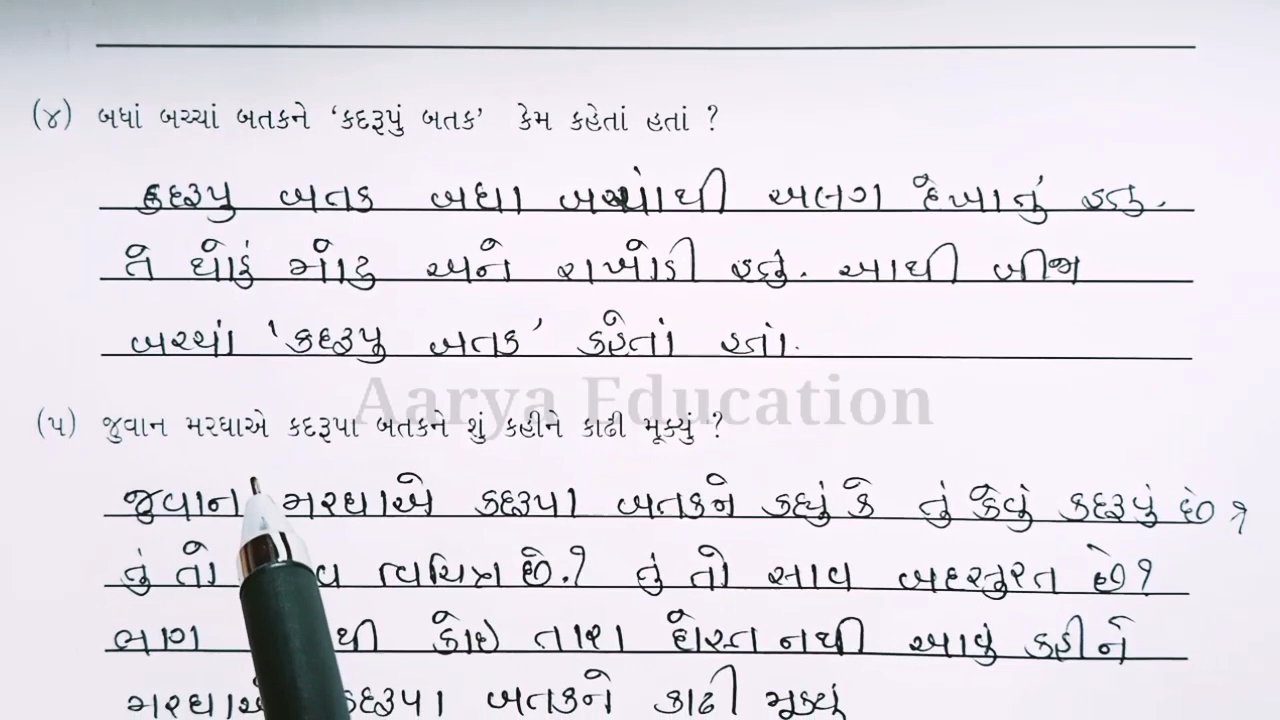 (૪) બધાં બચ્ચાં બતકને ‘કદરૂપું બતક’ કેમ કહેતાં હતાં ?
કદરૂપુ બતક બધા બચ્ચાંથી અલગ દેખાતું હતુ.
તે ધોળું મોટુ અને રાખોડી હતું. આથી બીજા
બચ્ચાં ‘કદરૂપુ બતક’ કહેતાં હતાં.
Aarya Education
(૫) જુવાન મરઘાએ કદરૂપા બતકને શું કહીને કાઢી મૂક્યું ?
જુવાન મરઘાએ કદરૂપા બતકને કહ્યું કે તું કેવું કદરૂપું છે ?
તું તો વિચિત્ર છે.? તું તો સાવ બદસુરત છે?
ભાગ કોઇ તારા દોસ્ત નથી આવું કહીને
કદરૂપા બતકને કાઢી મૂક્યું